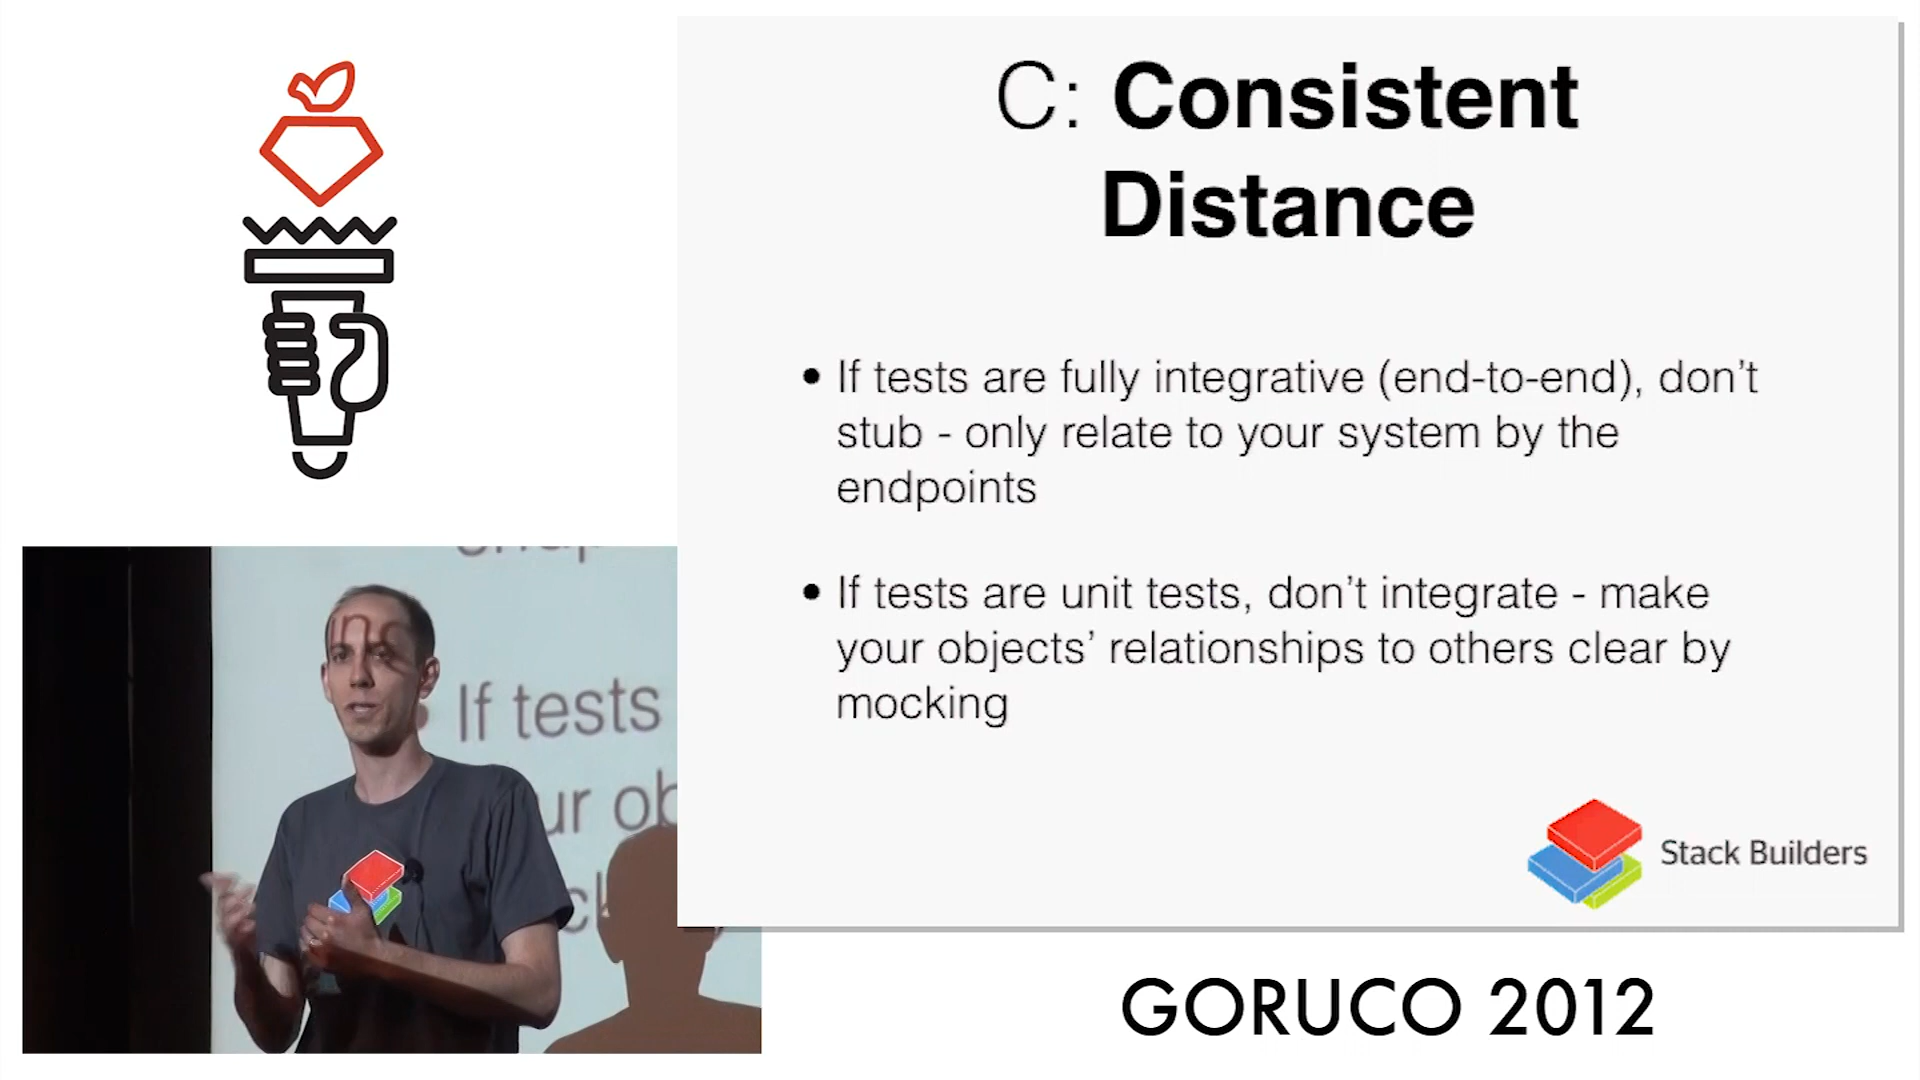 C: Consistent
Distance
• If tests are fully integrative (end-to-end), don't
stub - only relate to your system by the
endpoints
• If tests are unit tests, don't integrate - make
your objects' relationships to others clear by
mocking
Stack Builders
If tests
ur ob
ck
GORUCO 2012